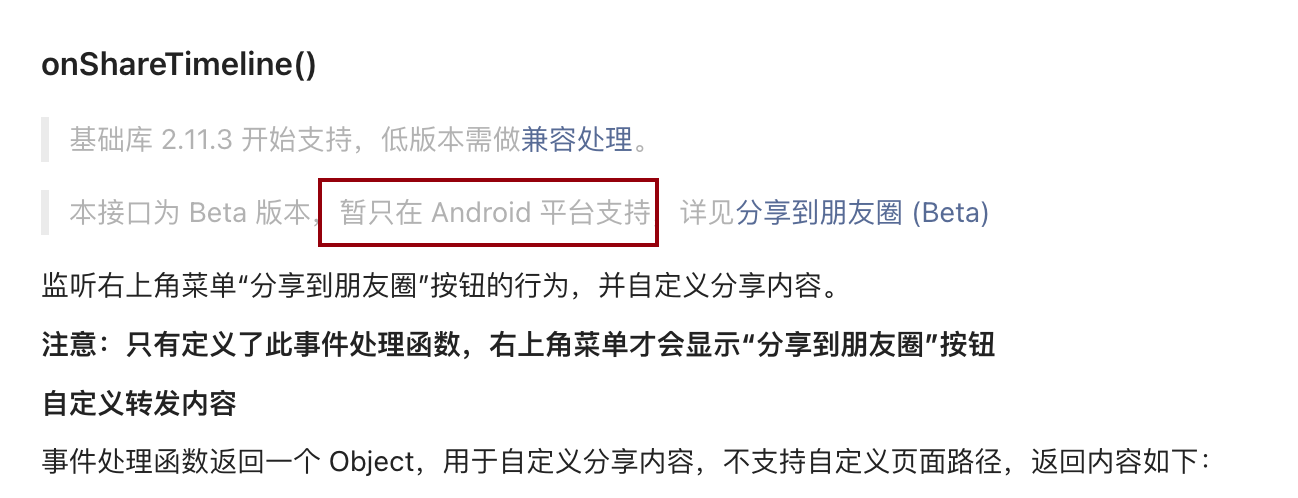 onShareTimeline()
基础库 2.11.3 开始支持，低版本需做兼容处理。
本接口为 Beta 版本，暂只在 Android 平台支持 详见分享到朋友圈 (Beta)
监听右上角菜单“分享到朋友圈”按钮的行为，并自定义分享内容。
注意：只有定义了此事件处理函数，右上角菜单才会显示“分享到朋友圈”按钮
自定义转发内容
事件处理函数返回一个 Object，用于自定义分享内容，不支持自定义页面路径，返回内容如下：